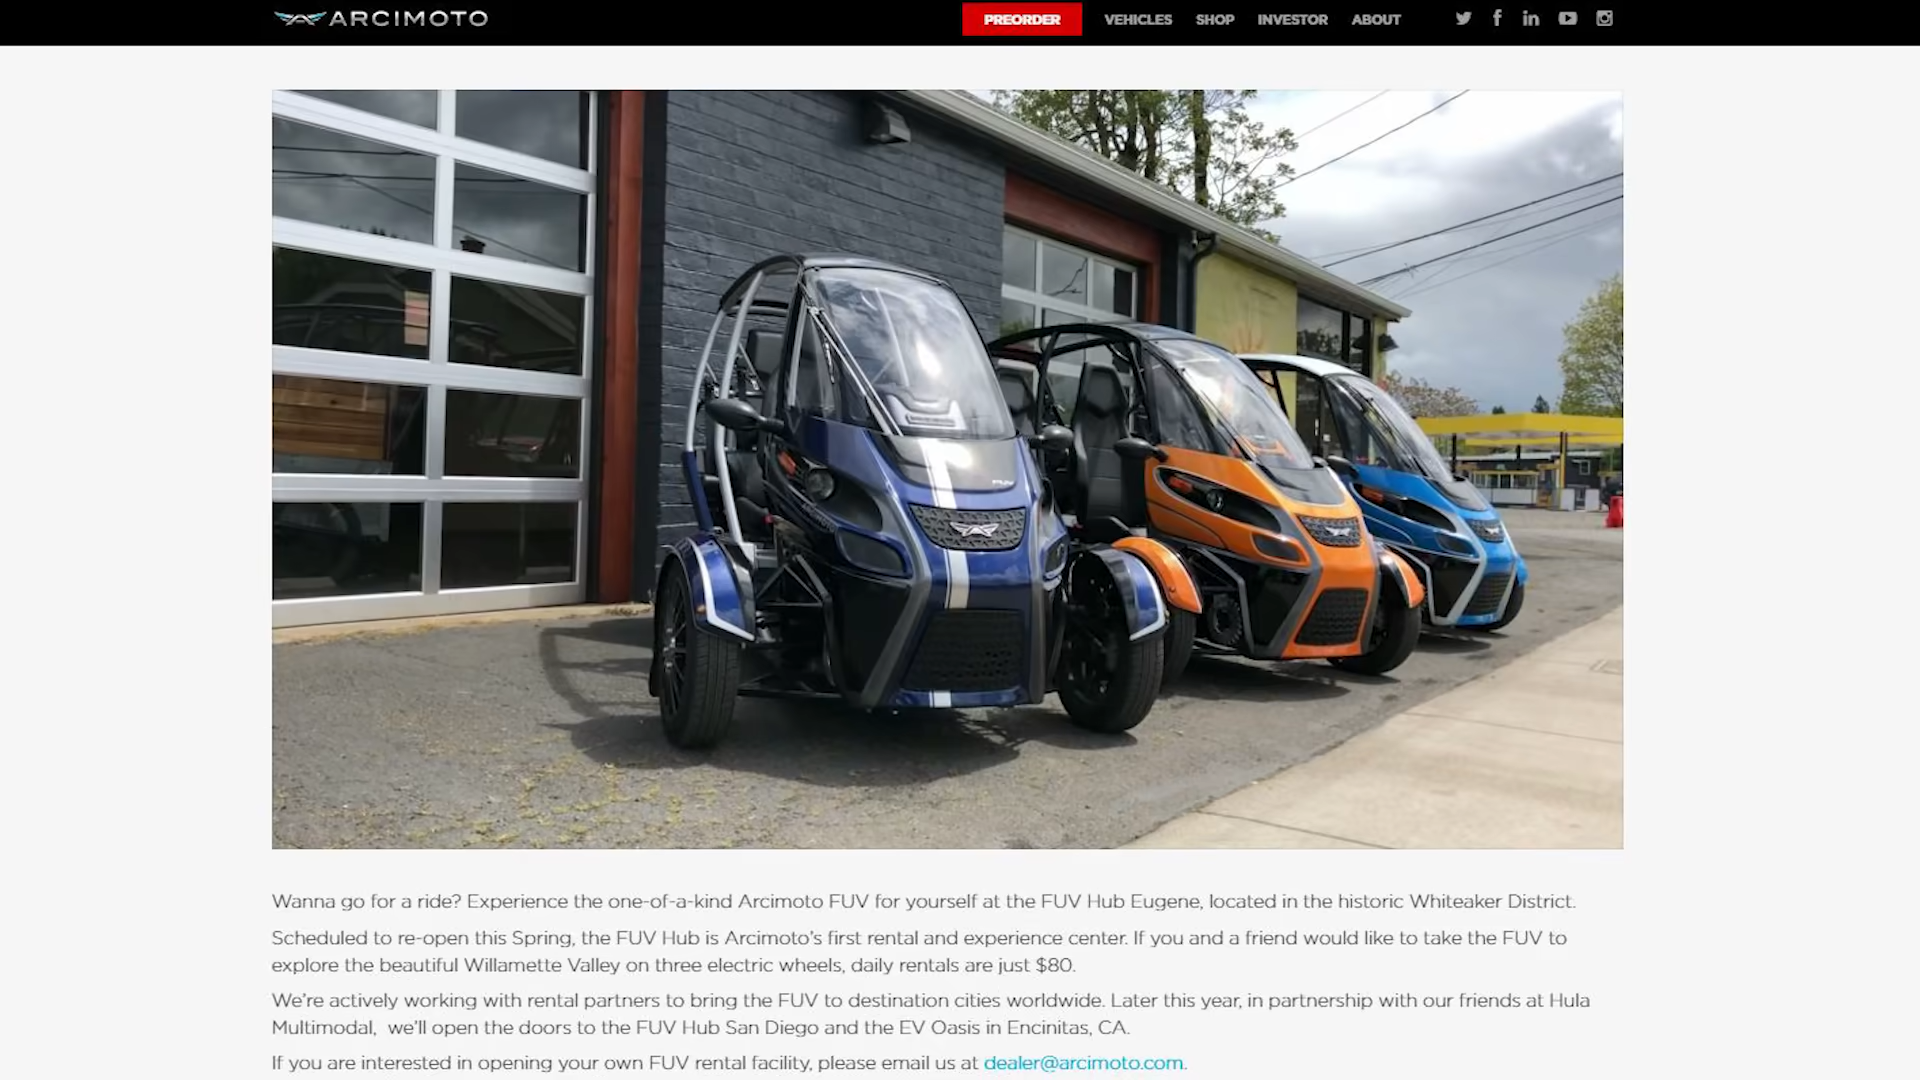 ARCIMOTO
PREORDER VEHICLES SHOP INVESTOR ABOUT
FUV
Wanna go for a ride? Experience the one-of-a-kind Arcimoto FUV for yourself at the FUV Hub Eugene, located in the historic Whiteaker District.
Scheduled to re-open this Spring, the FUV Hub is Arcimoto's first rental and experience center. If you and a friend would like to take the FUV to
explore the beautiful Willamette Valley on three electric wheels, daily rentals are just $80.
We're actively working with rental partners to bring the FUV to destination cities worldwide. Later this year, in partnership with our friends at Hula
Multimodal, we'll open the doors to the FUV Hub San Diego and the EV Oasis in Encinitas, CA.
If you are interested in opening your own FUV rental facility, please email us at dealer@arcimoto.com.